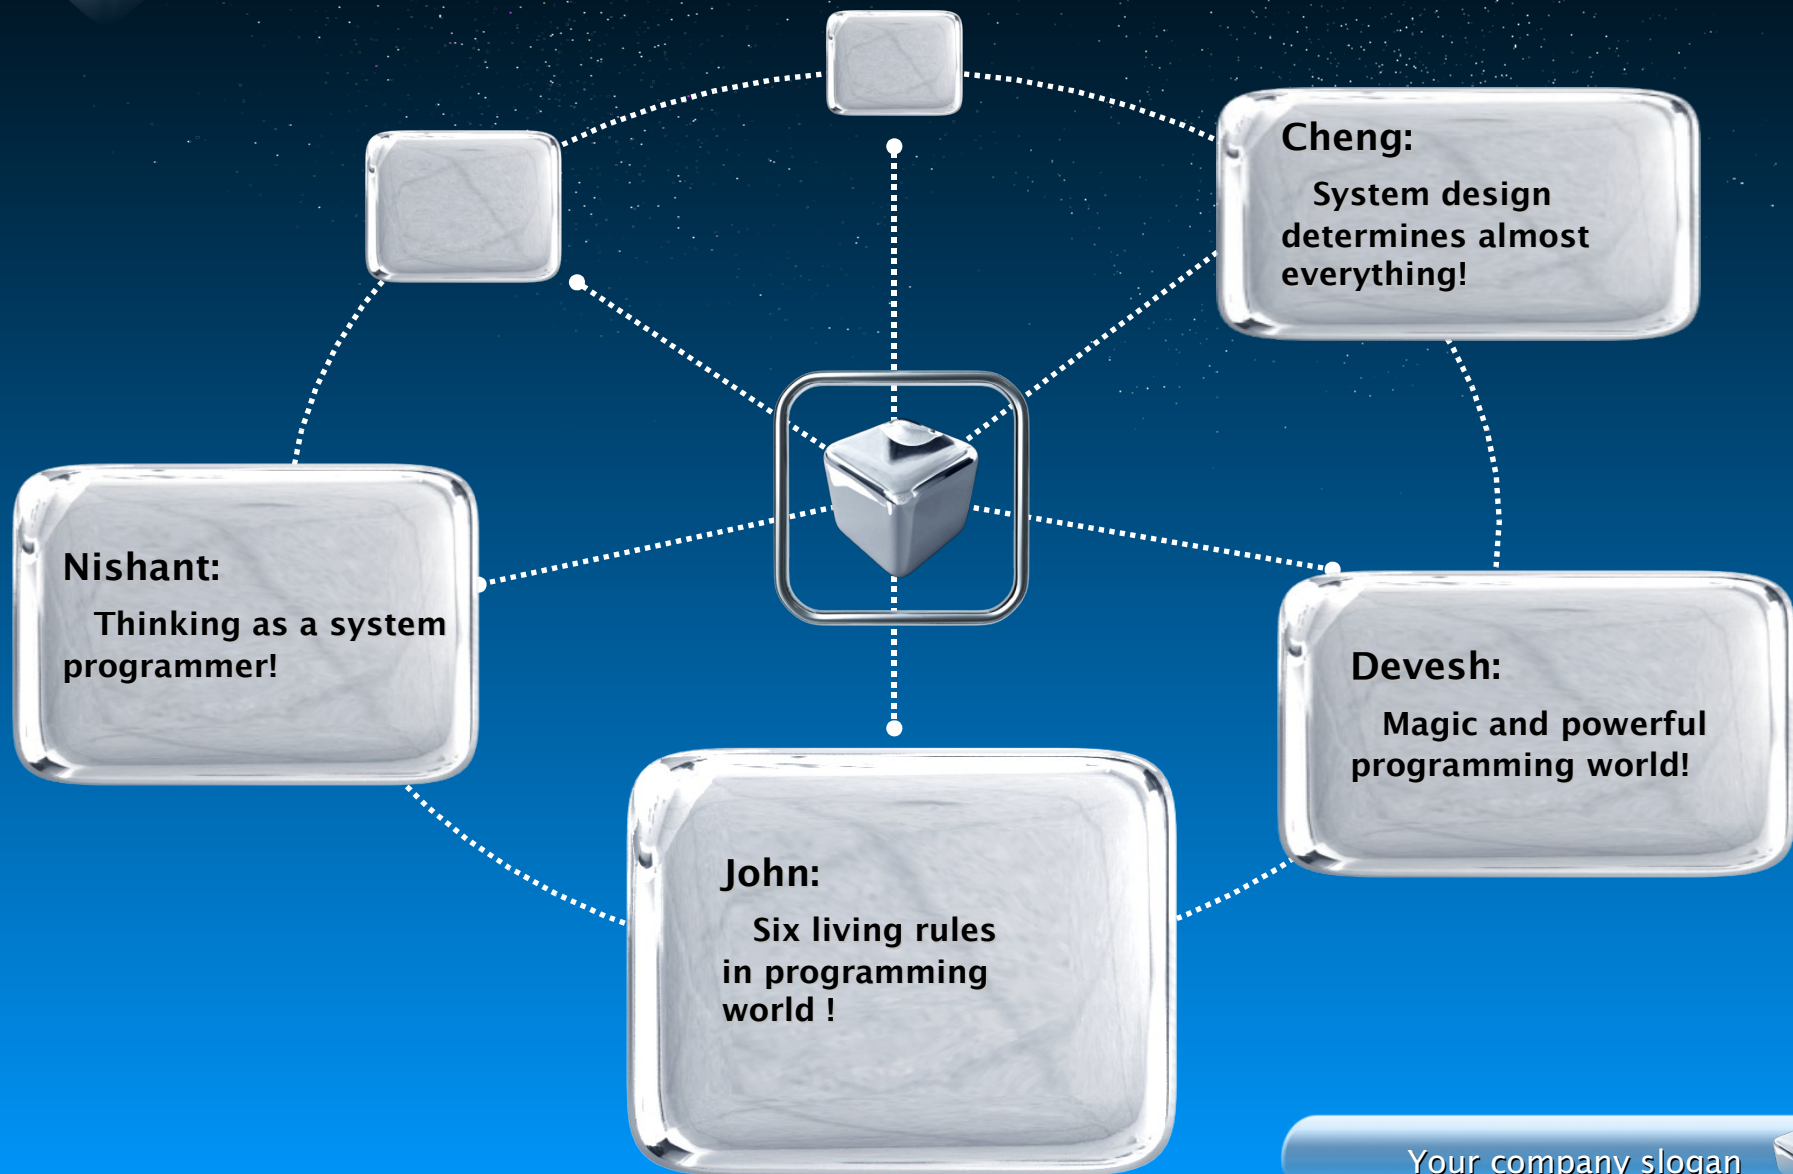 Cheng:
System design
determines almost
everything!
Nishant:
Thinking as a system
programmer!
Devesh:
Magic and powerful
programming world!
John:
Six living rules
in programming
world !
Your company slogan